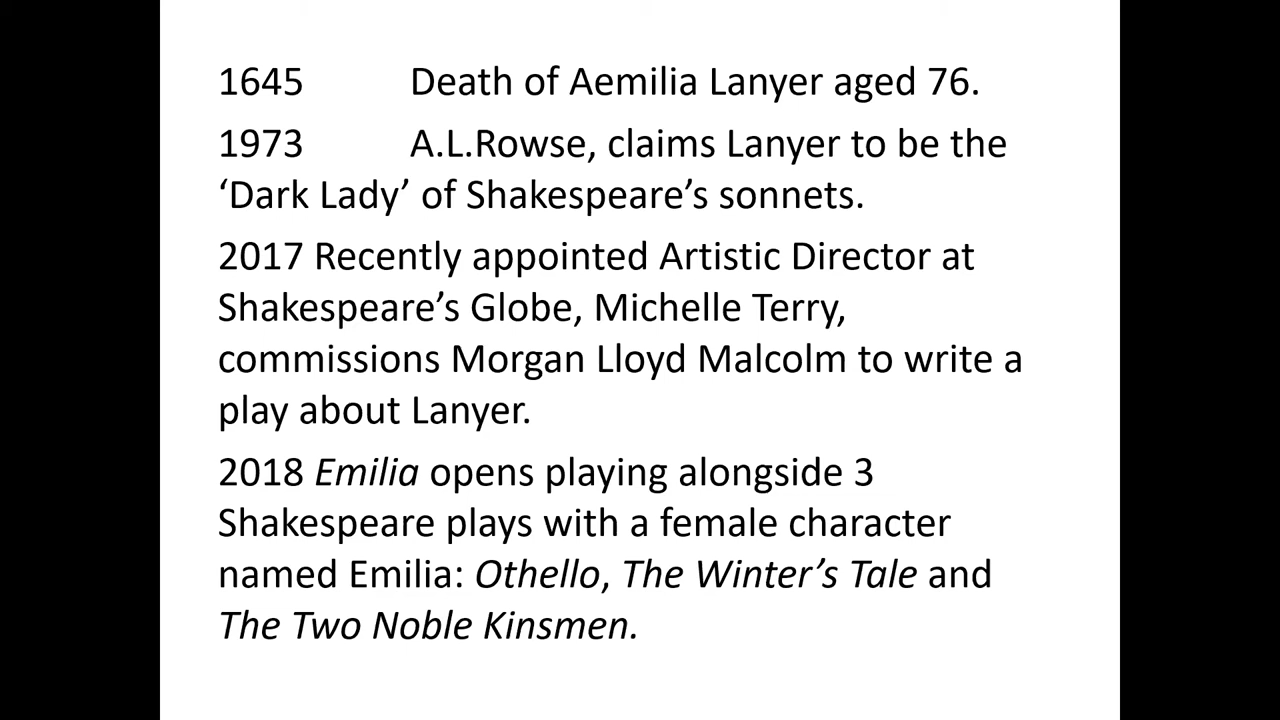 1645 Death of Aemilia Lanyer aged 76.
1973 A.L.Rowse, claims Lanyer to be the
‘Dark Lady’ of Shakespeare’s sonnets.
2017 Recently appointed Artistic Director at
Shakespeare’s Globe, Michelle Terry,
commissions Morgan Lloyd Malcolm to write a
play about Lanyer.
2018 Emilia opens playing alongside 3
Shakespeare plays with a female character
named Emilia: Othello, The Winter’s Tale and
The Two Noble Kinsmen.